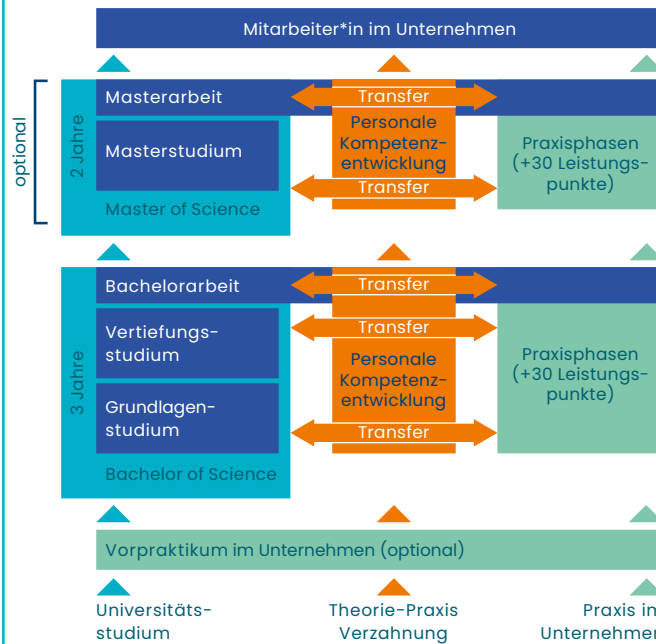 Mitarbeiter*in im Unternehmen
optional
2 Jahre
Masterarbeit
Transfer
Masterstudium
Personale
Kompetenz-
entwicklung
Praxisphasen
(+30 Leistungs-
punkte)
Transfer
Master of Science
3 Jahre
Bachelorarbeit
Transfer
Vertiefungs-
studium
Transfer
Personale
Kompetenz-
entwicklung
Praxisphasen
(+30 Leistungs-
punkte)
Grundlagen-
studium
Transfer
Bachelor of Science
Vorpraktikum im Unternehmen (optional)
Universitäts-
studium
Theorie-Praxis
Verzahnung
Praxis im
Unternehmen